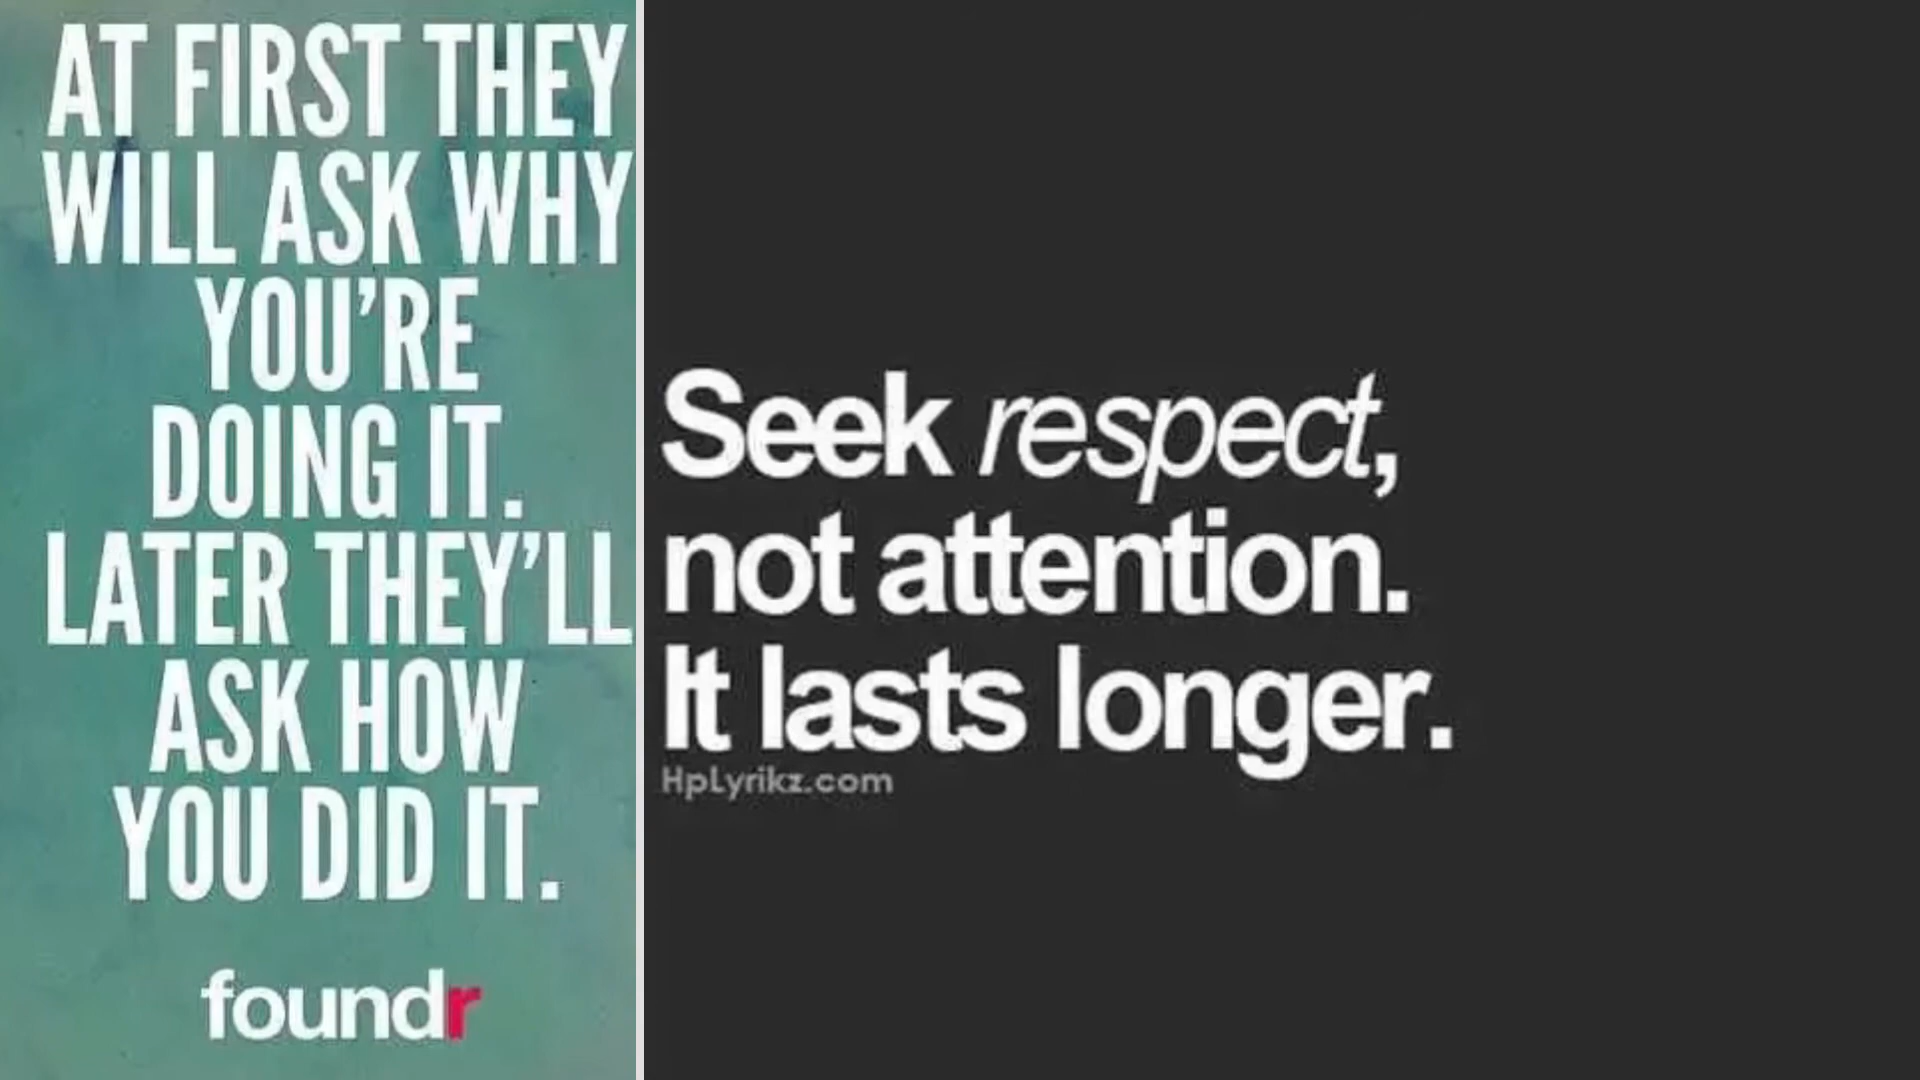 AT FIRST THEY
WILL ASK WHY
YOU'RE
DOING IT.
LATER THEY'LL
ASK HOW
YOU DID IT.
foundr
Seek respect,
not attention.
It lasts longer.
HpLyrikz.com